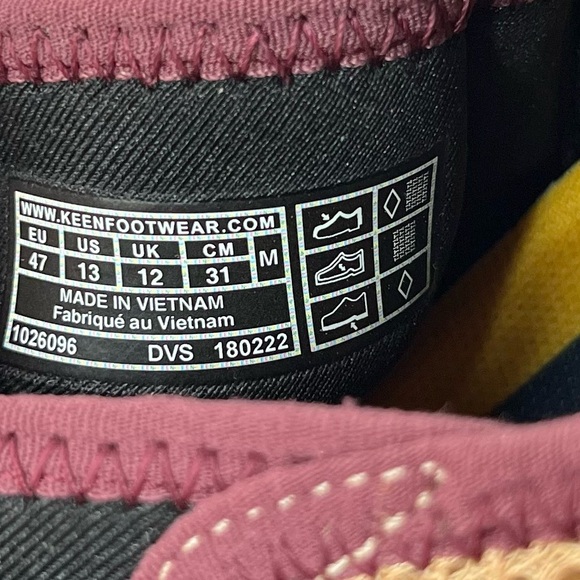 WWW.KEENFOOTWEAR.COM
EU US UK CM M
47 13 12 31
MADE IN VIETNAM
Fabriqué au Vietnam
1026096 DVS 180222